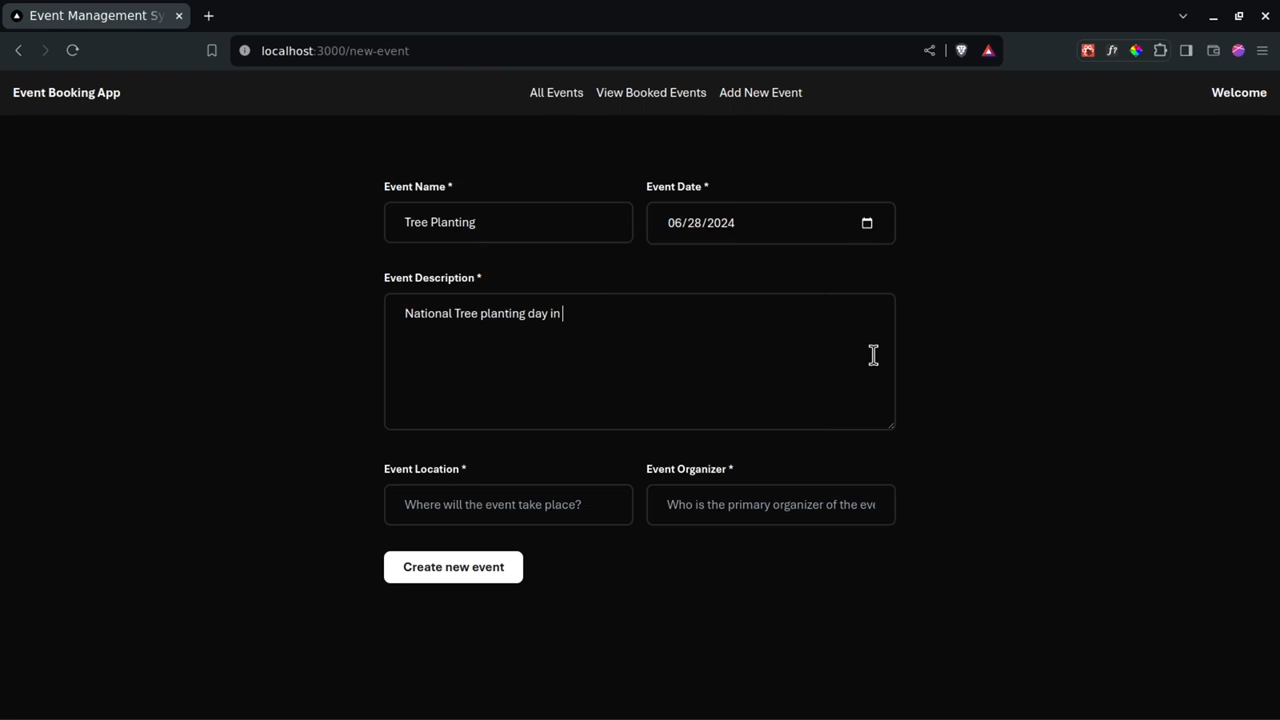 Event Management Sy
localhost:3000/new-event
Event Booking App
All Events
View Booked Events
Add New Event
Welcome
Event Name *
Event Date *
Tree Planting
06/28/2024
Event Description *
National Tree planting day in
Event Location *
Event Organizer *
Where will the event take place?
Who is the primary organizer of the eve
Create new event